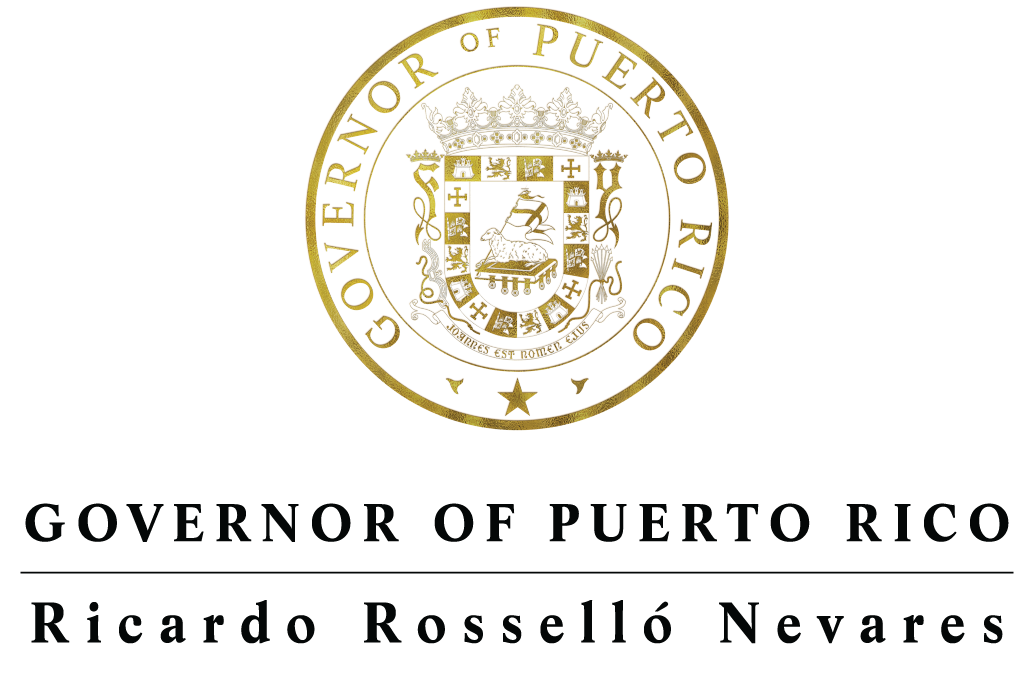 GOVERNOR OF PUERTO RICO
JOANNES EST NOMEN EJUS
GOVERNOR OF PUERTO RICO
Ricardo Rosselló Nevares